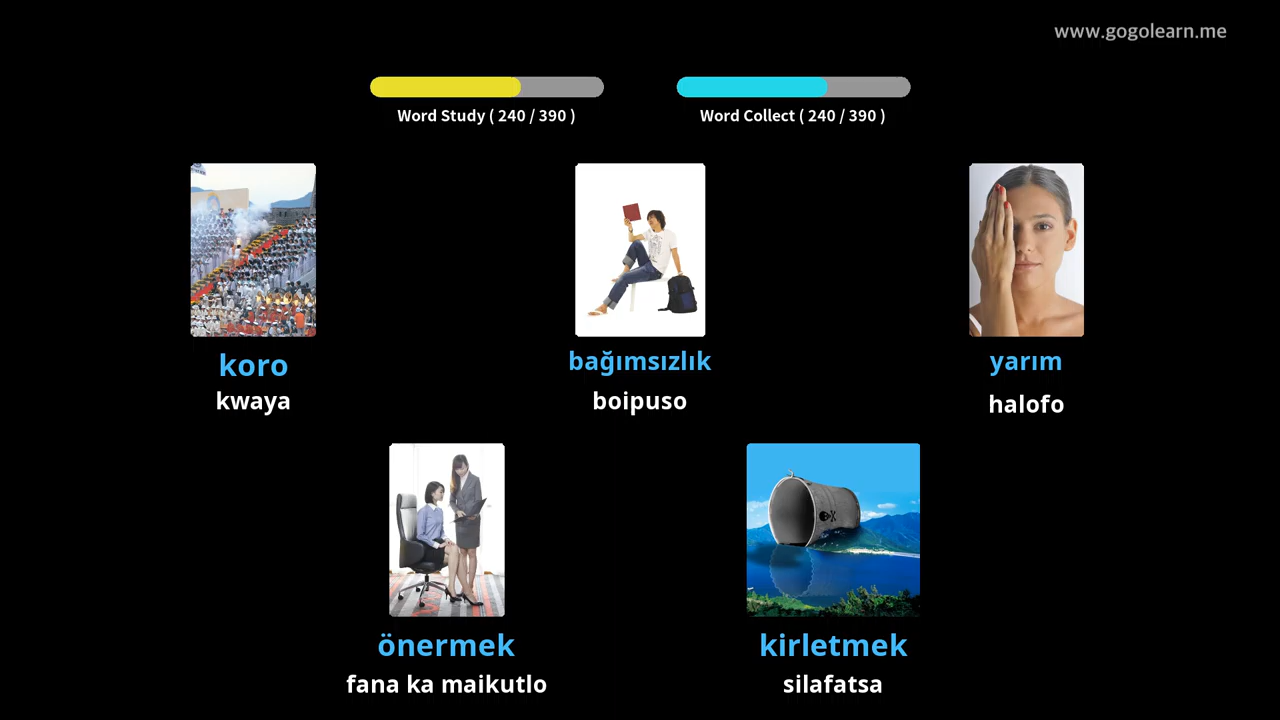 www.gogolearn.me
Word Study ( 240 / 390 )
Word Collect ( 240 / 390 )
koro
kwaya
bağımsızlık
boipuso
yarım
halofo
önermek
fana ka maikutlo
kirletmek
silafatsa